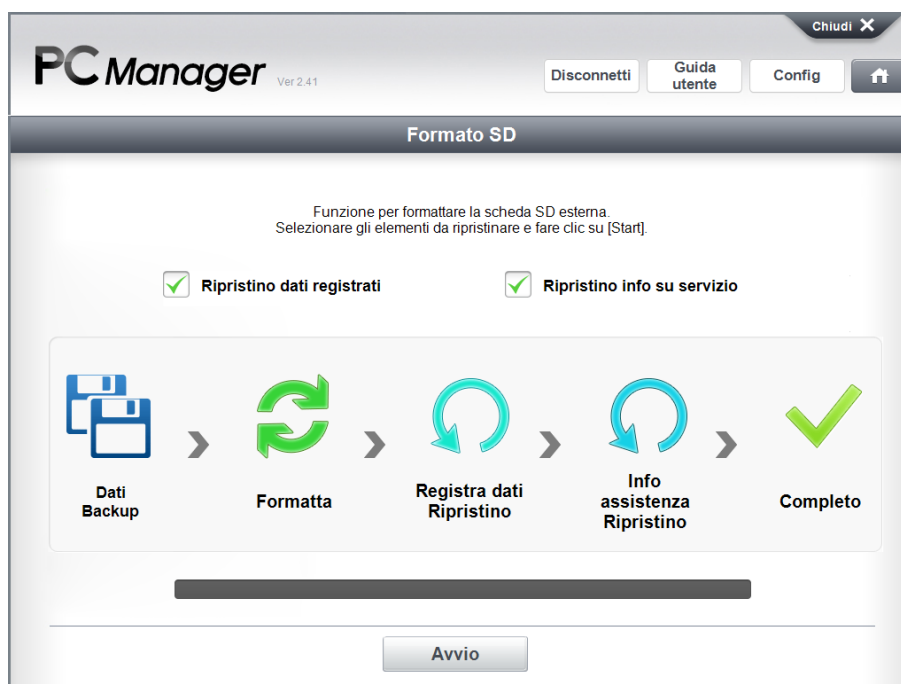 Chiudi
PC Manager Ver 2.41
Disconnetti
Guida
utente
Config
Formato SD
Funzione per formattare la scheda SD esterna.
Selezionare gli elementi da ripristinare e fare clic su [Start].
Ripristino dati registrati
Ripristino info su servizio
Dati
Backup
Formatta
Registra dati
Ripristino
Info
assistenza
Ripristino
Completo
Avvio